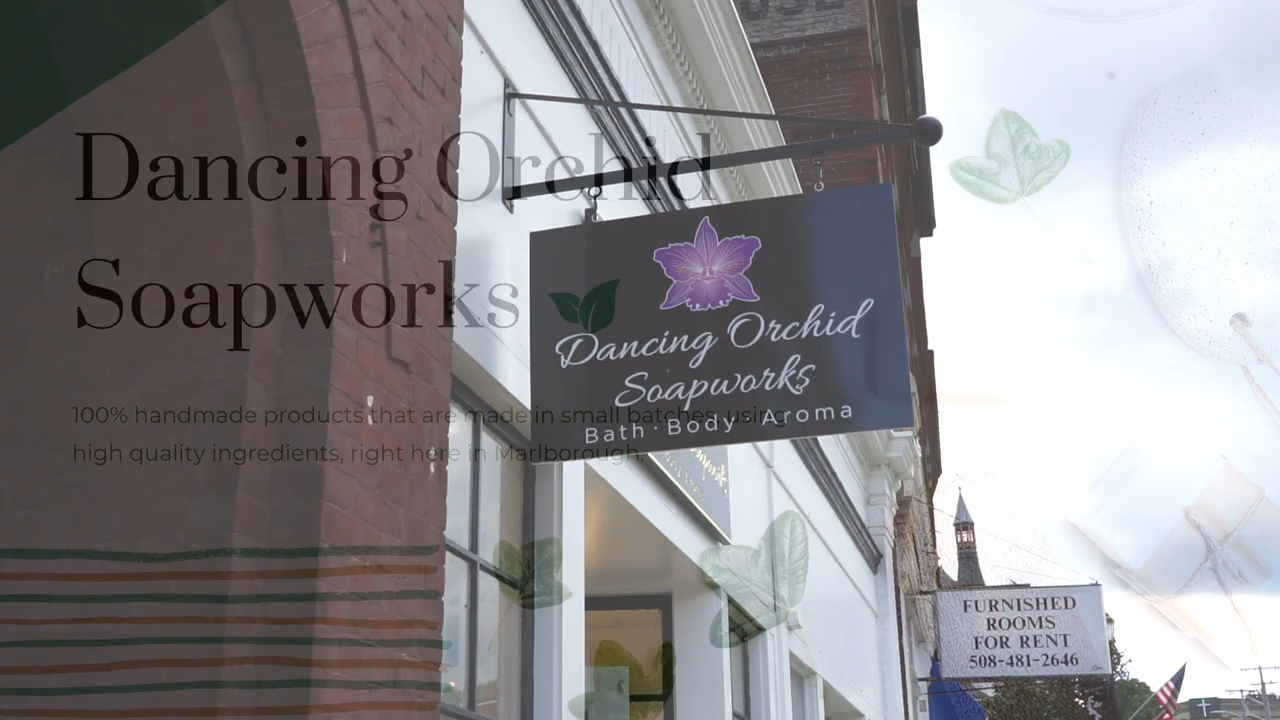 Dancing Orchid
Soapworks
100% handmade products that are made in small batches, using
high quality ingredients, right here in Marlborough.
Dancing Orchid
Soapworks
Bath · Body · Aroma
FURNISHED
ROOMS
FOR RENT
508-481-2646